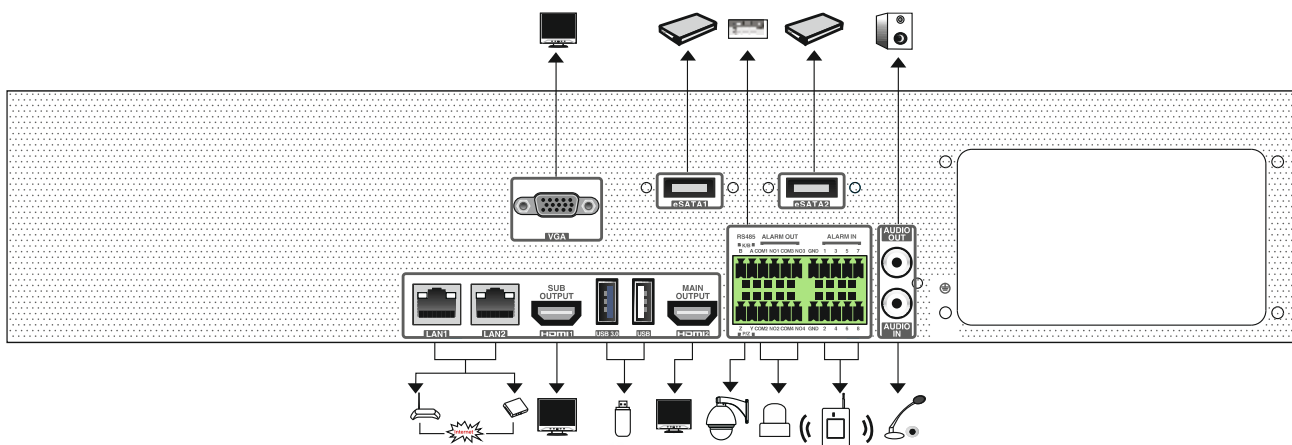 eSATA1
eSATA2
VGA
RS485 ALARM OUT ALARM IN
B A COM1 NO1 COM3 NO3 GND 1 3 5 7
AUDIO OUT
SUB OUTPUT
MAIN OUTPUT
LAN1
LAN2
HDMI1
USB 3.0
USB
HDMI2
Z Y COM2 NO2 COM4 NO4 GND 2 4 6 8
PTZ
AUDIO IN
Internet